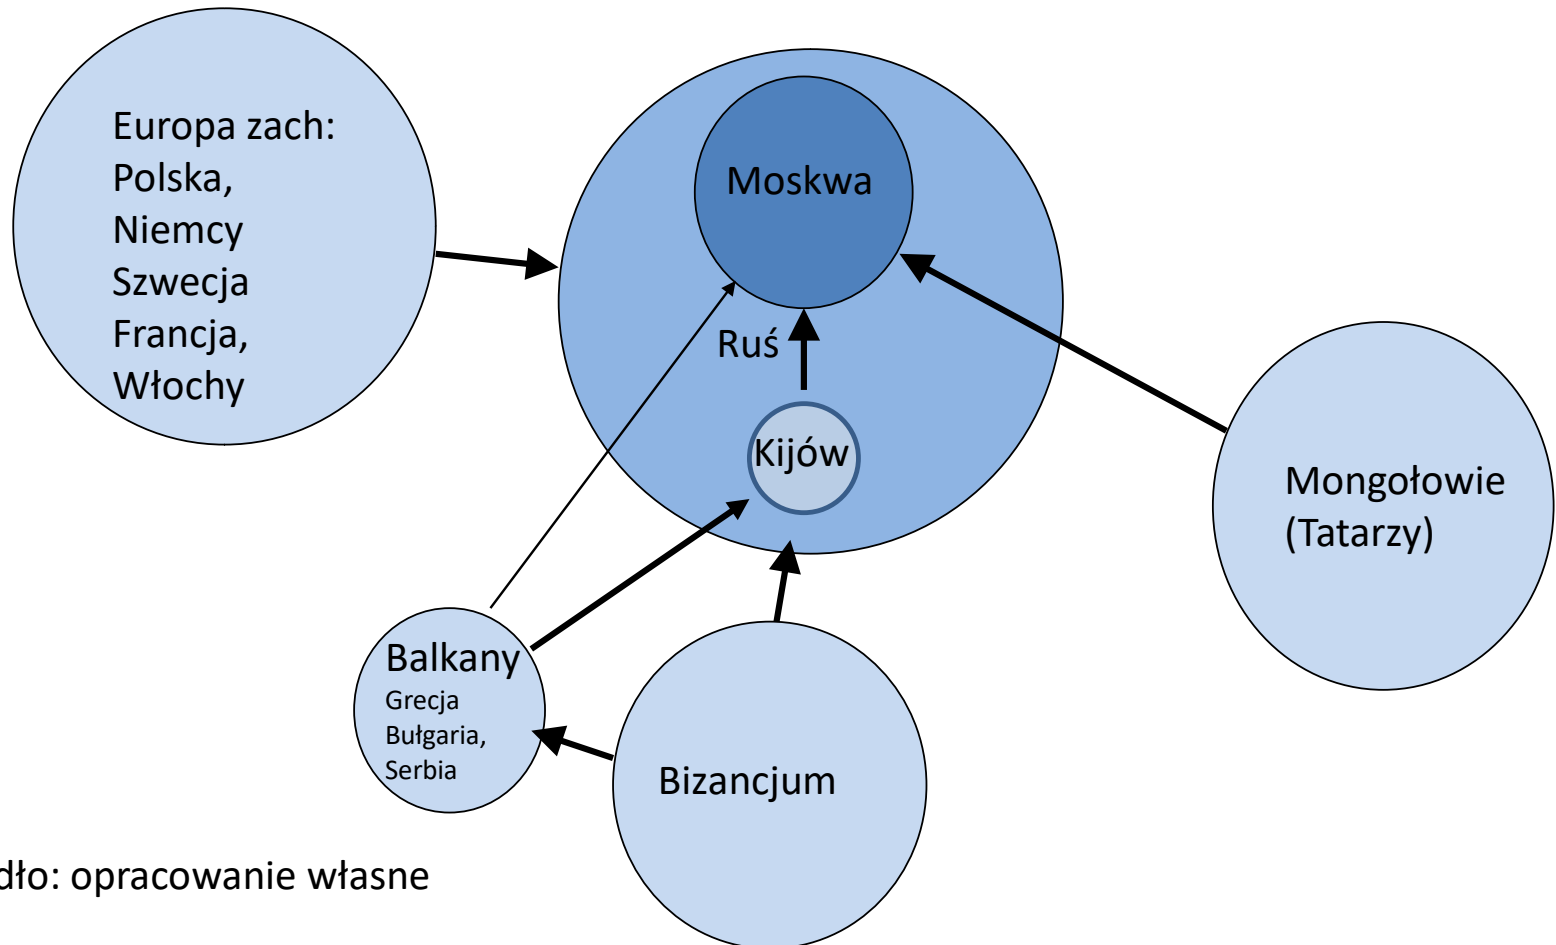 Europa zach:
Polska,
Niemcy
Szwecja
Francja,
Włochy
Moskwa
Ruś
Kijów
Mongołowie
(Tatarzy)
Balkany
Grecja
Bułgaria,
Serbia
Bizancjum
dło: opracowanie własne